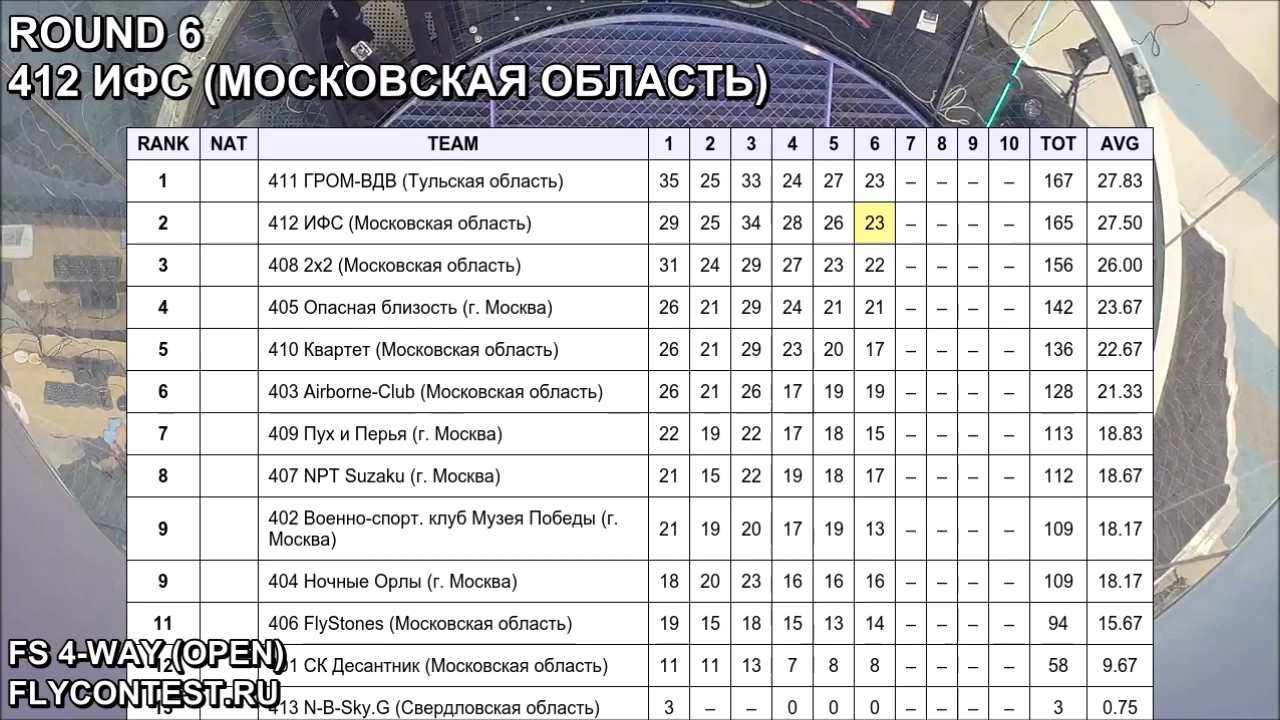 ROUND 6
412 ИФС (МОСКОВСКАЯ ОБЛАСТЬ)
RANK NAT TEAM 1 2 3 4 5 6 7 8 9 10 TOT AVG
1 411 ГРОМ-ВДВ (Тульская область) 35 25 33 24 27 23 – – – – 167 27.83
2 412 ИФС (Московская область) 29 25 34 28 26 23 – – – – 165 27.50
3 408 2x2 (Московская область) 31 24 29 27 23 22 – – – – 156 26.00
4 405 Опасная близость (г. Москва) 26 21 29 24 21 21 – – – – 142 23.67
5 410 Квартет (Московская область) 26 21 29 23 20 17 – – – – 136 22.67
6 403 Airborne-Club (Московская область) 26 21 26 17 19 19 – – – – 128 21.33
7 409 Пух и Перья (г. Москва) 22 19 22 17 18 15 – – – – 113 18.83
8 407 NPT Suzaku (г. Москва) 21 15 22 19 18 17 – – – – 112 18.67
9 402 Военно-спорт. клуб Музея Победы (г.
Москва) 21 19 20 17 19 13 – – – – 109 18.17
9 404 Ночные Орлы (г. Москва) 18 20 23 16 16 16 – – – – 109 18.17
11 406 FlyStones (Московская область) 19 15 18 15 13 14 – – – – 94 15.67
СК Десантник (Московская область) 11 11 13 7 8 8 – – – – 58 9.67
413 N-B-Sky.G (Свердловская область) 3 – – 0 0 0 – – – – 3 0.75
FS 4-WAY (OPEN)
FLYCONTEST.RU